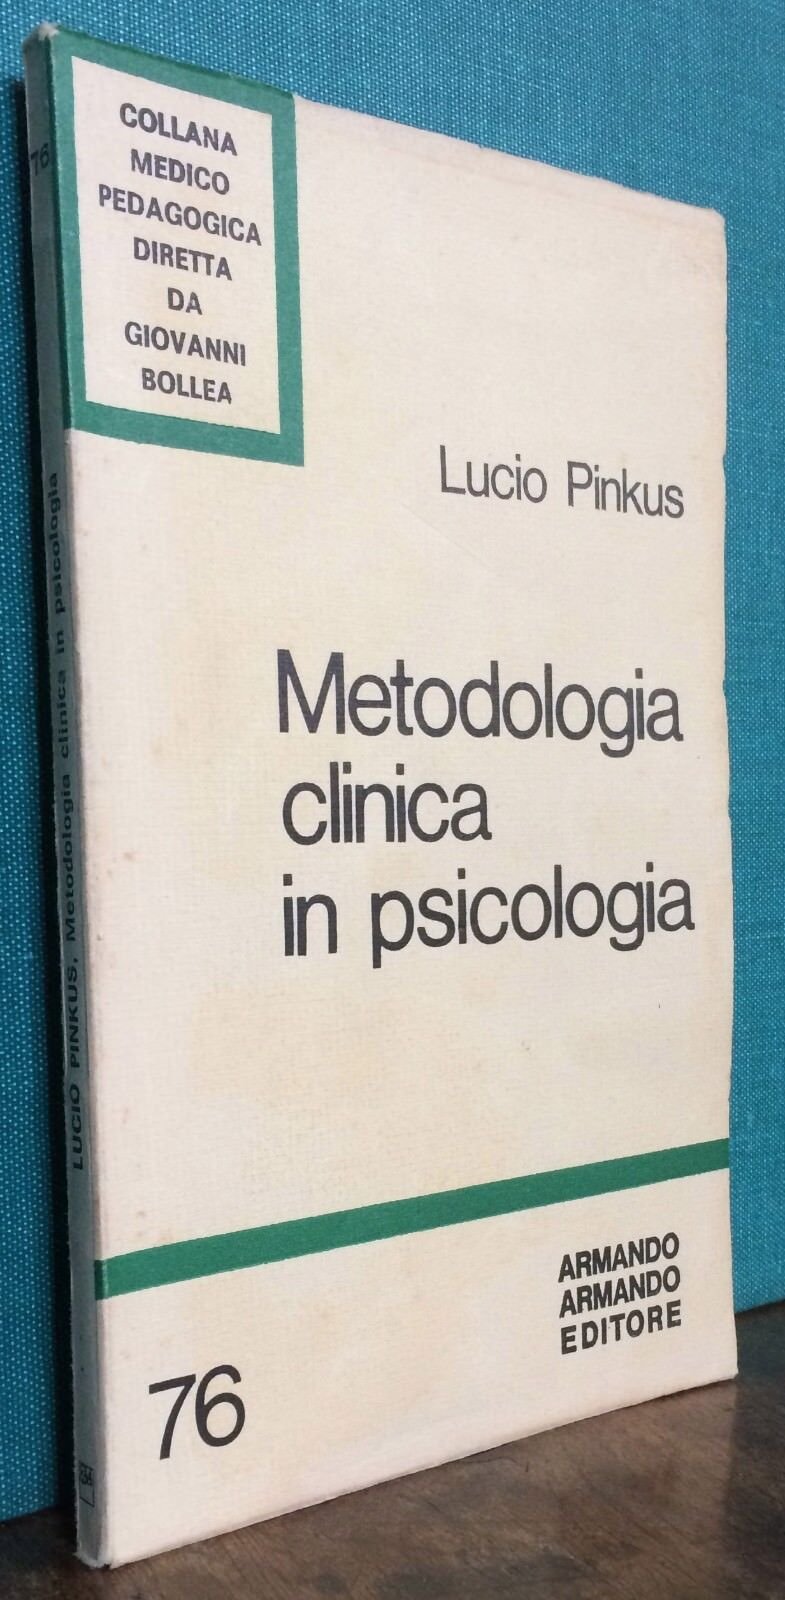 COLLANA
MEDICO
PEDAGOGICA
DIRETTA
DA
GIOVANNI
BOLLEA
Lucio Pinkus
Metodologia
clinica
in psicologia
ARMANDO
ARMANDO
EDITORE
76
76
LUCIO PINKUS, Metodologia clinica in psicologia